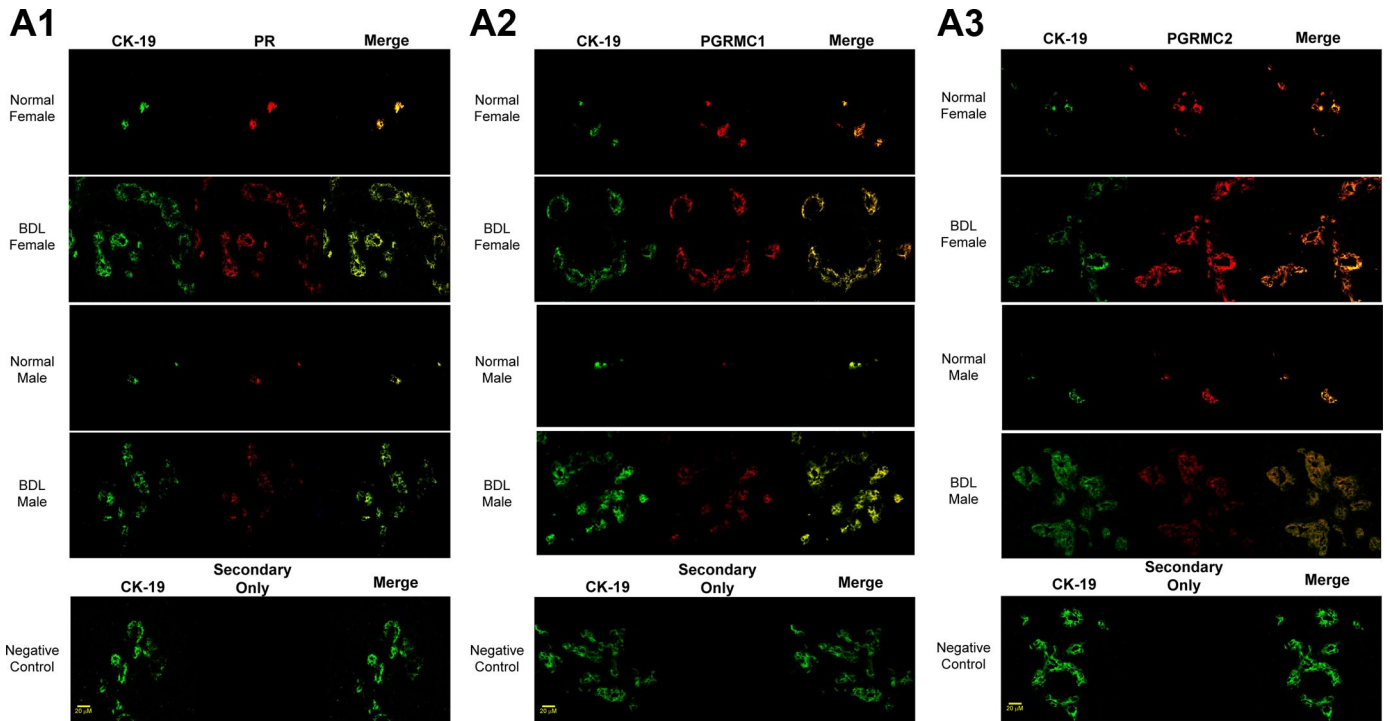 A1
CK-19 PR Merge
Normal
Female
BDL
Female
Normal
Male
BDL
Male
CK-19 Secondary
Only Merge
Negative
Control
20 µM
A2
CK-19 PGRMC1 Merge
Normal
Female
BDL
Female
Normal
Male
BDL
Male
CK-19 Secondary
Only Merge
Negative
Control
20 µM
A3
CK-19 PGRMC2 Merge
Normal
Female
BDL
Female
Normal
Male
BDL
Male
CK-19 Secondary
Only Merge
Negative
Control
20 µM